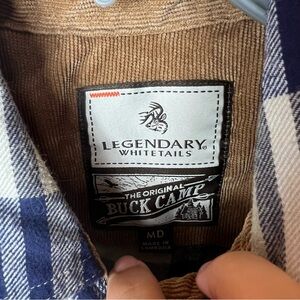 LEGENDARY®
WHITETAILS
THE ORIGINAL
BUCK CAMP
MD
MADE IN
CAMBODIA